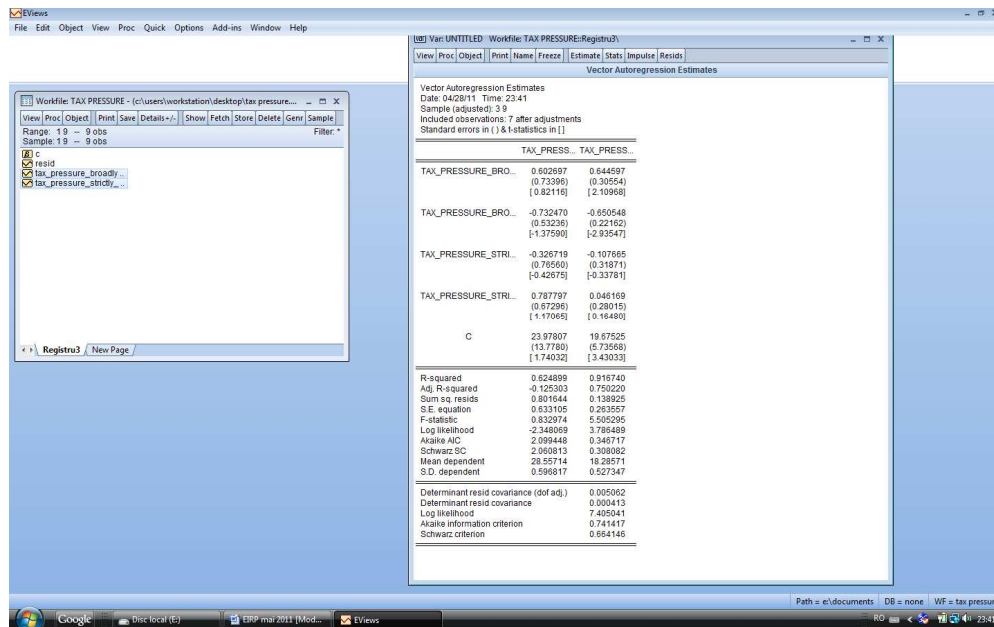 EViews
File Edit Object View Proc Quick Options Add-ins Window Help
Workfile: TAX PRESSURE - (c:\users\workstation\desktop\tax pressure....
View Proc Object Print Save Details+/- Show Fetch Store Delete Genr Sample
Range: 1 9 -- 9 obs Filter: *
Sample: 1 9 -- 9 obs
c
resid
tax_pressure_broadly_..
tax_pressure_strictly_...
Registru3 New Page
Var: UNTITLED Workfile: TAX PRESSURE::Registru3\
View Proc Object Print Name Freeze Estimate Stats Impulse Resids
Vector Autoregression Estimates
Vector Autoregression Estimates
Date: 04/28/11 Time: 23:41
Sample (adjusted): 3 9
Included observations: 7 after adjustments
Standard errors in ( ) & t-statistics in [ ]
TAX_PRESS... TAX_PRESS...
TAX_PRESSURE_BRO... 0.602697 0.644597
(0.73396) (0.30554)
[ 0.82116] [ 2.10968]
TAX_PRESSURE_BRO... -0.732470 -0.650548
(0.53236) (0.22162)
[-1.37590] [-2.93547]
TAX_PRESSURE_STRI... -0.326719 -0.107665
(0.76560) (0.31871)
[-0.42675] [-0.33781]
TAX_PRESSURE_STRI... 0.787797 0.046169
(0.67296) (0.28015)
[ 1.17065] [ 0.16480]
C 23.97807 19.67525
(13.7780) (5.73568)
[ 1.74032] [ 3.43033]
R-squared 0.624899 0.916740
Adj. R-squared -0.125303 0.750220
Sum sq. resids 0.801644 0.138925
S.E. equation 0.633105 0.263557
F-statistic 0.832974 5.505295
Log likelihood -2.348069 3.786489
Akaike AIC 2.099448 0.346717
Schwarz SC 2.060813 0.308082
Mean dependent 28.55714 18.28571
S.D. dependent 0.596817 0.527347
Determinant resid covariance (dof adj.) 0.005062
Determinant resid covariance 0.000413
Log likelihood 7.405041
Akaike information criterion 0.741417
Schwarz criterion 0.664146
Path = e:\documents DB = none WF = tax pressur
Google Disc local (E:) EIRP mai 2011 [Mod... EViews RO 23:41